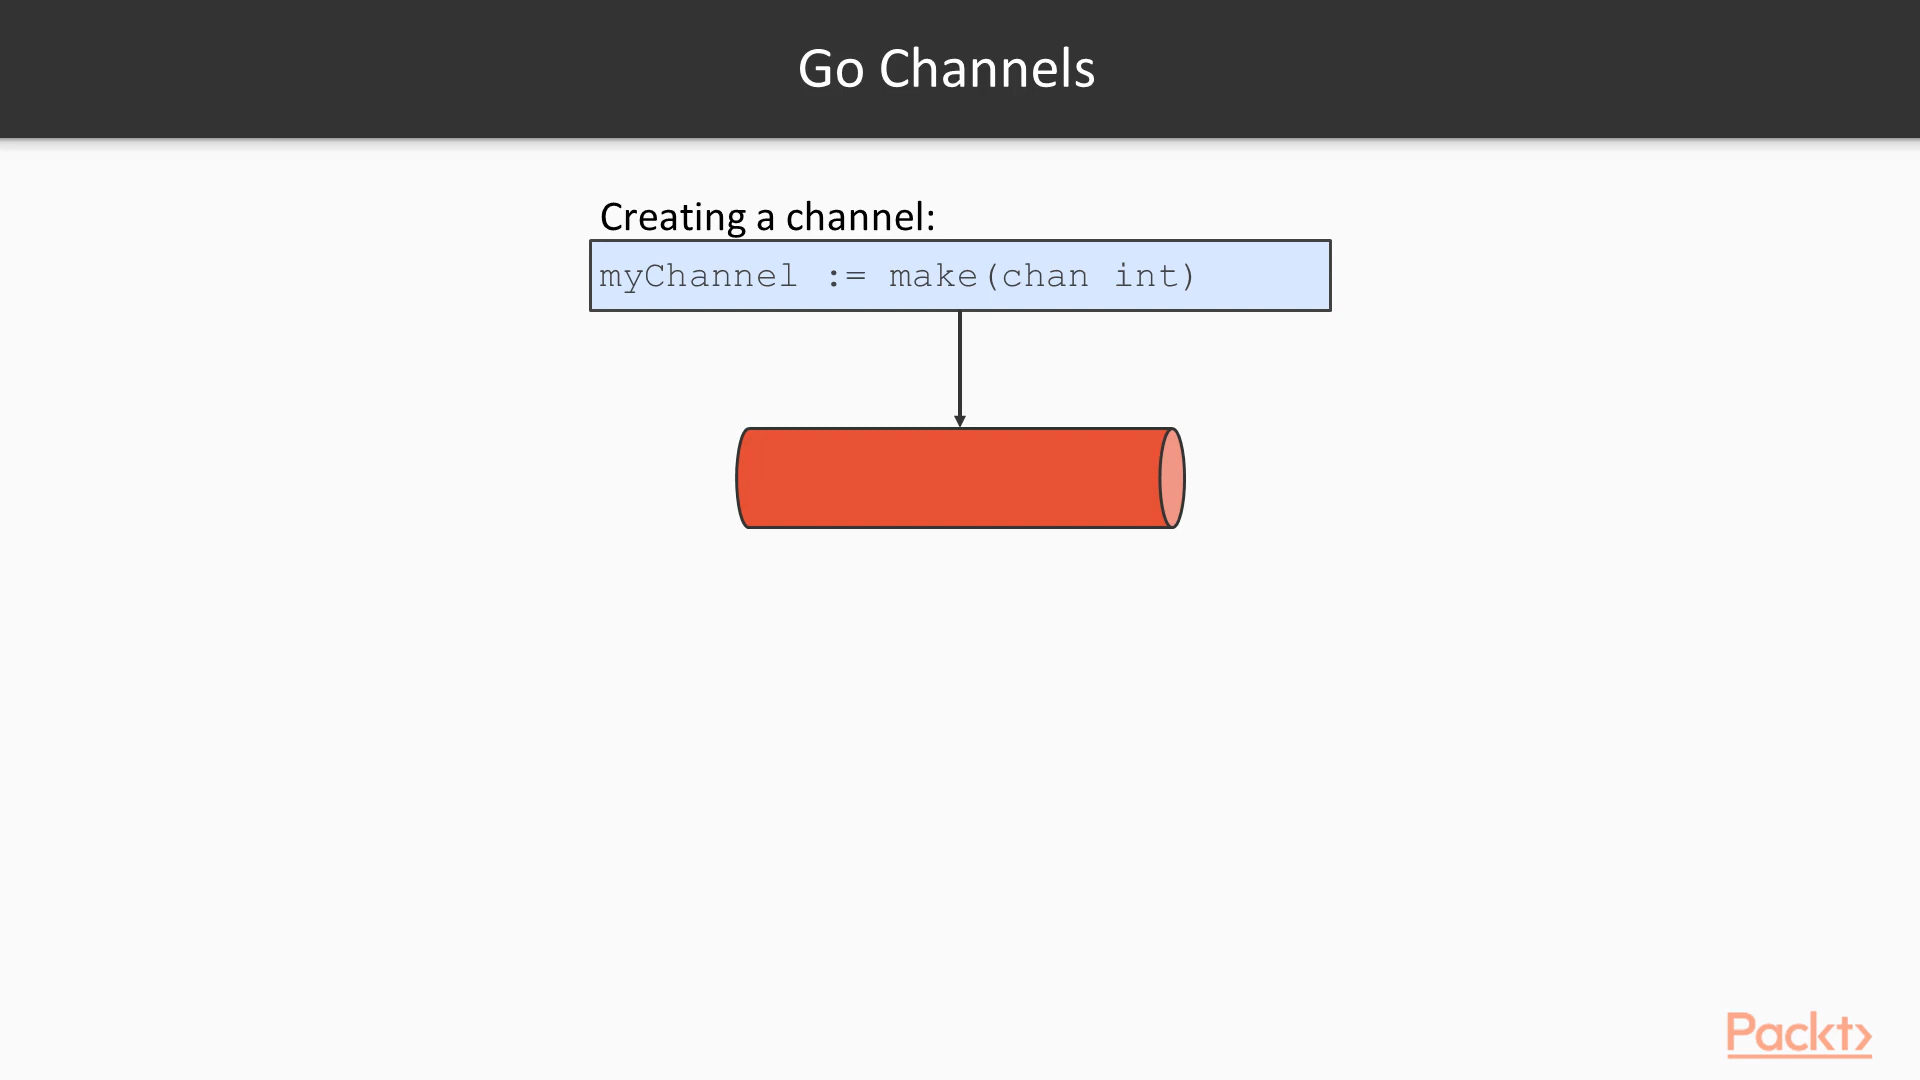 Go Channels
Creating a channel:
myChannel := make(chan int)
Packt>